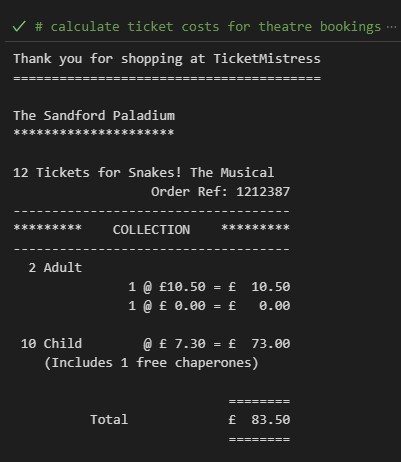 ✓ # calculate ticket costs for theatre bookings ···
Thank you for shopping at TicketMistress
========================================
The Sandford Paladium
*********************
12 Tickets for Snakes! The Musical
Order Ref: 1212387
------------------------------------
*********    COLLECTION    *********
------------------------------------
2 Adult
1 @ £10.50 = £  10.50
1 @ £ 0.00 = £   0.00
10 Child        @ £ 7.30 = £  73.00
(Includes 1 free chaperones)
========
Total             £  83.50
========